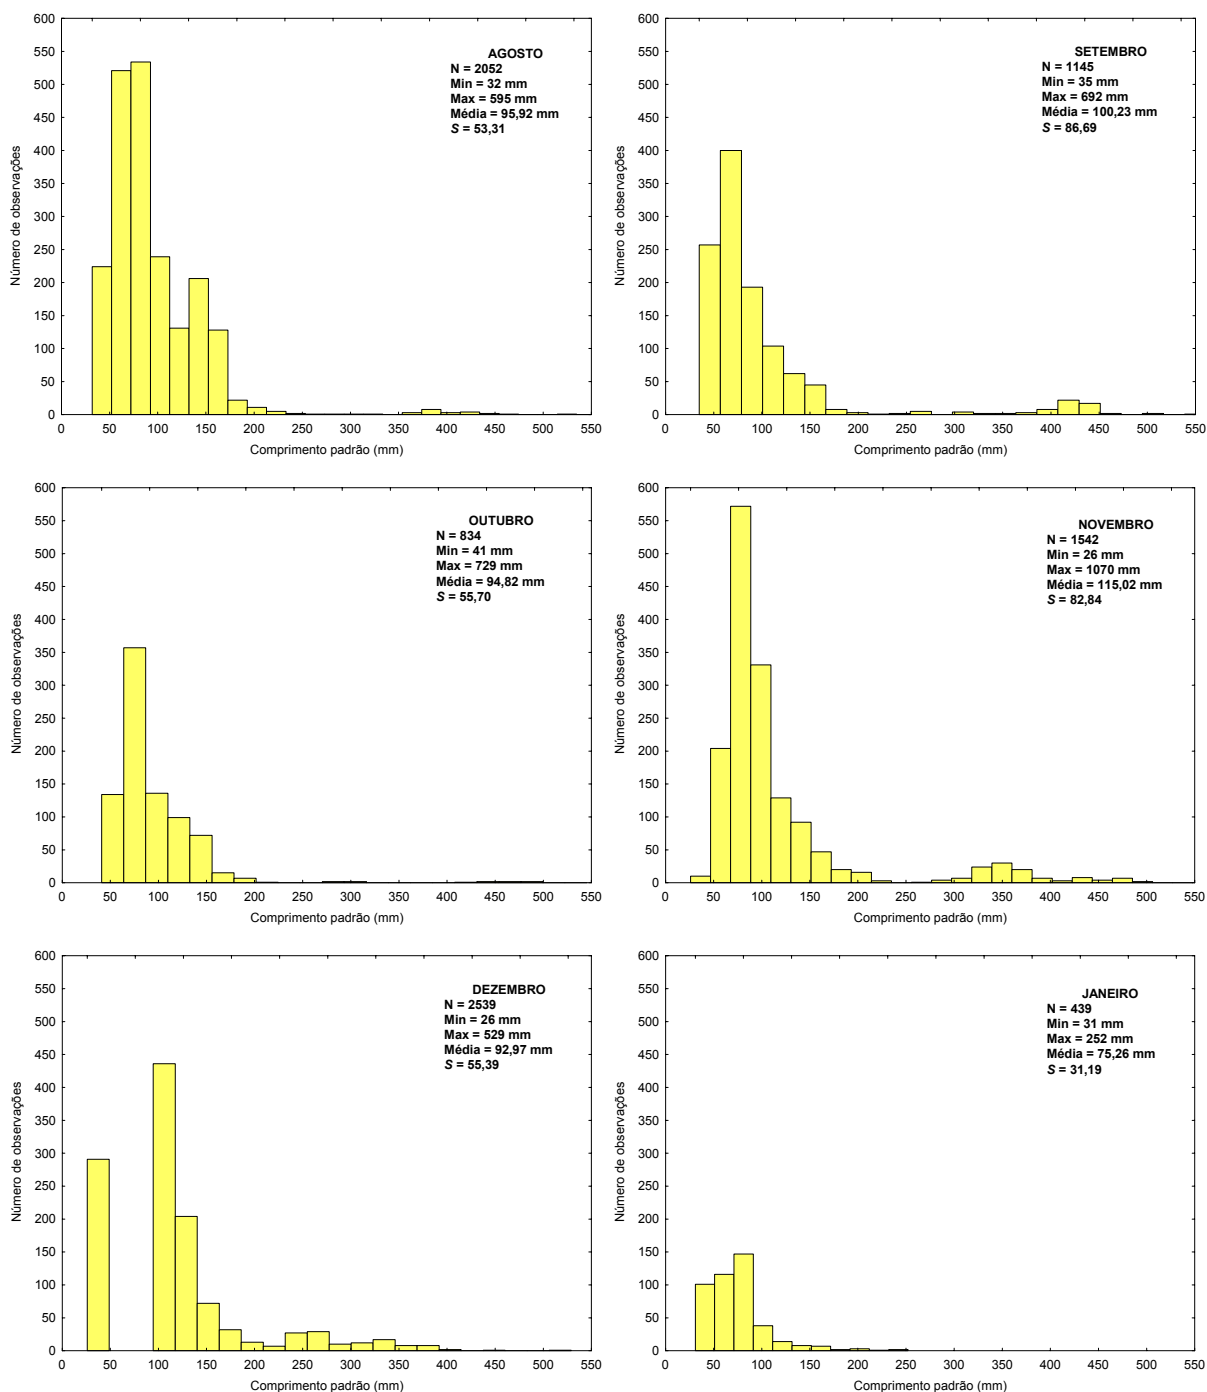 AGOSTO
N = 2052
Min = 32 mm
Max = 595 mm
Média = 95,92 mm
S = 53,31
Número de observações
600
550
500
450
400
350
300
250
200
150
100
50
0
0 50 100 150 200 250 300 350 400 450 500 550
Comprimento padrão (mm)
SETEMBRO
N = 1145
Min = 35 mm
Max = 692 mm
Média = 100,23 mm
S = 86,69
Número de observações
600
550
500
450
400
350
300
250
200
150
100
50
0
0 50 100 150 200 250 300 350 400 450 500 550
Comprimento padrão (mm)
OUTUBRO
N = 834
Min = 41 mm
Max = 729 mm
Média = 94,82 mm
S = 55,70
Número de observações
600
550
500
450
400
350
300
250
200
150
100
50
0
0 50 100 150 200 250 300 350 400 450 500 550
Comprimento padrão (mm)
NOVEMBRO
N = 1542
Min = 26 mm
Max = 1070 mm
Média = 115,02 mm
S = 82,84
Número de observações
600
550
500
450
400
350
300
250
200
150
100
50
0
0 50 100 150 200 250 300 350 400 450 500 550
Comprimento padrão (mm)
DEZEMBRO
N = 2539
Min = 26 mm
Max = 529 mm
Média = 92,97 mm
S = 55,39
Número de observações
600
550
500
450
400
350
300
250
200
150
100
50
0
0 50 100 150 200 250 300 350 400 450 500 550
Comprimento padrão (mm)
JANEIRO
N = 439
Min = 31 mm
Max = 252 mm
Média = 75,26 mm
S = 31,19
Número de observações
600
550
500
450
400
350
300
250
200
150
100
50
0
0 50 100 150 200 250 300 350 400 450 500 550
Comprimento padrão (mm)